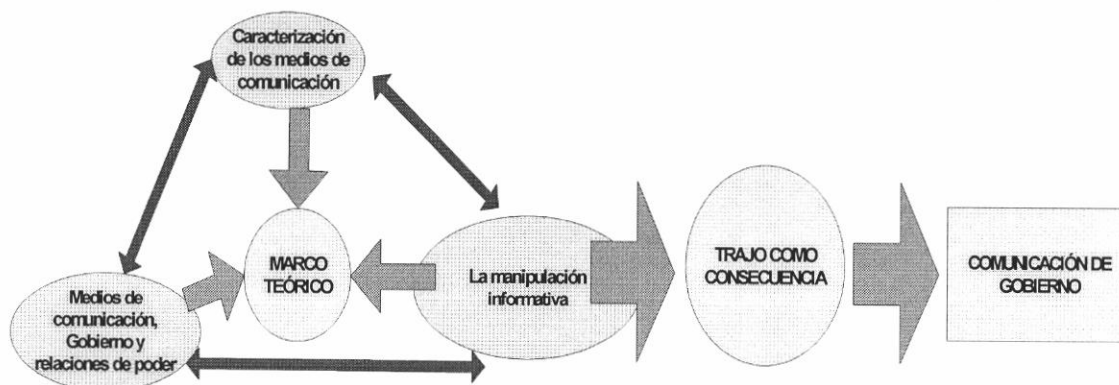 Caracterización
de los medios de
comunicación
MARCO
TEÓRICO
Medios de
comunicación,
Gobierno y
relaciones de poder
La manipulación
informativa
TRAJO COMO
CONSECUENCIA
COMUNICACIÓN DE
GOBIERNO